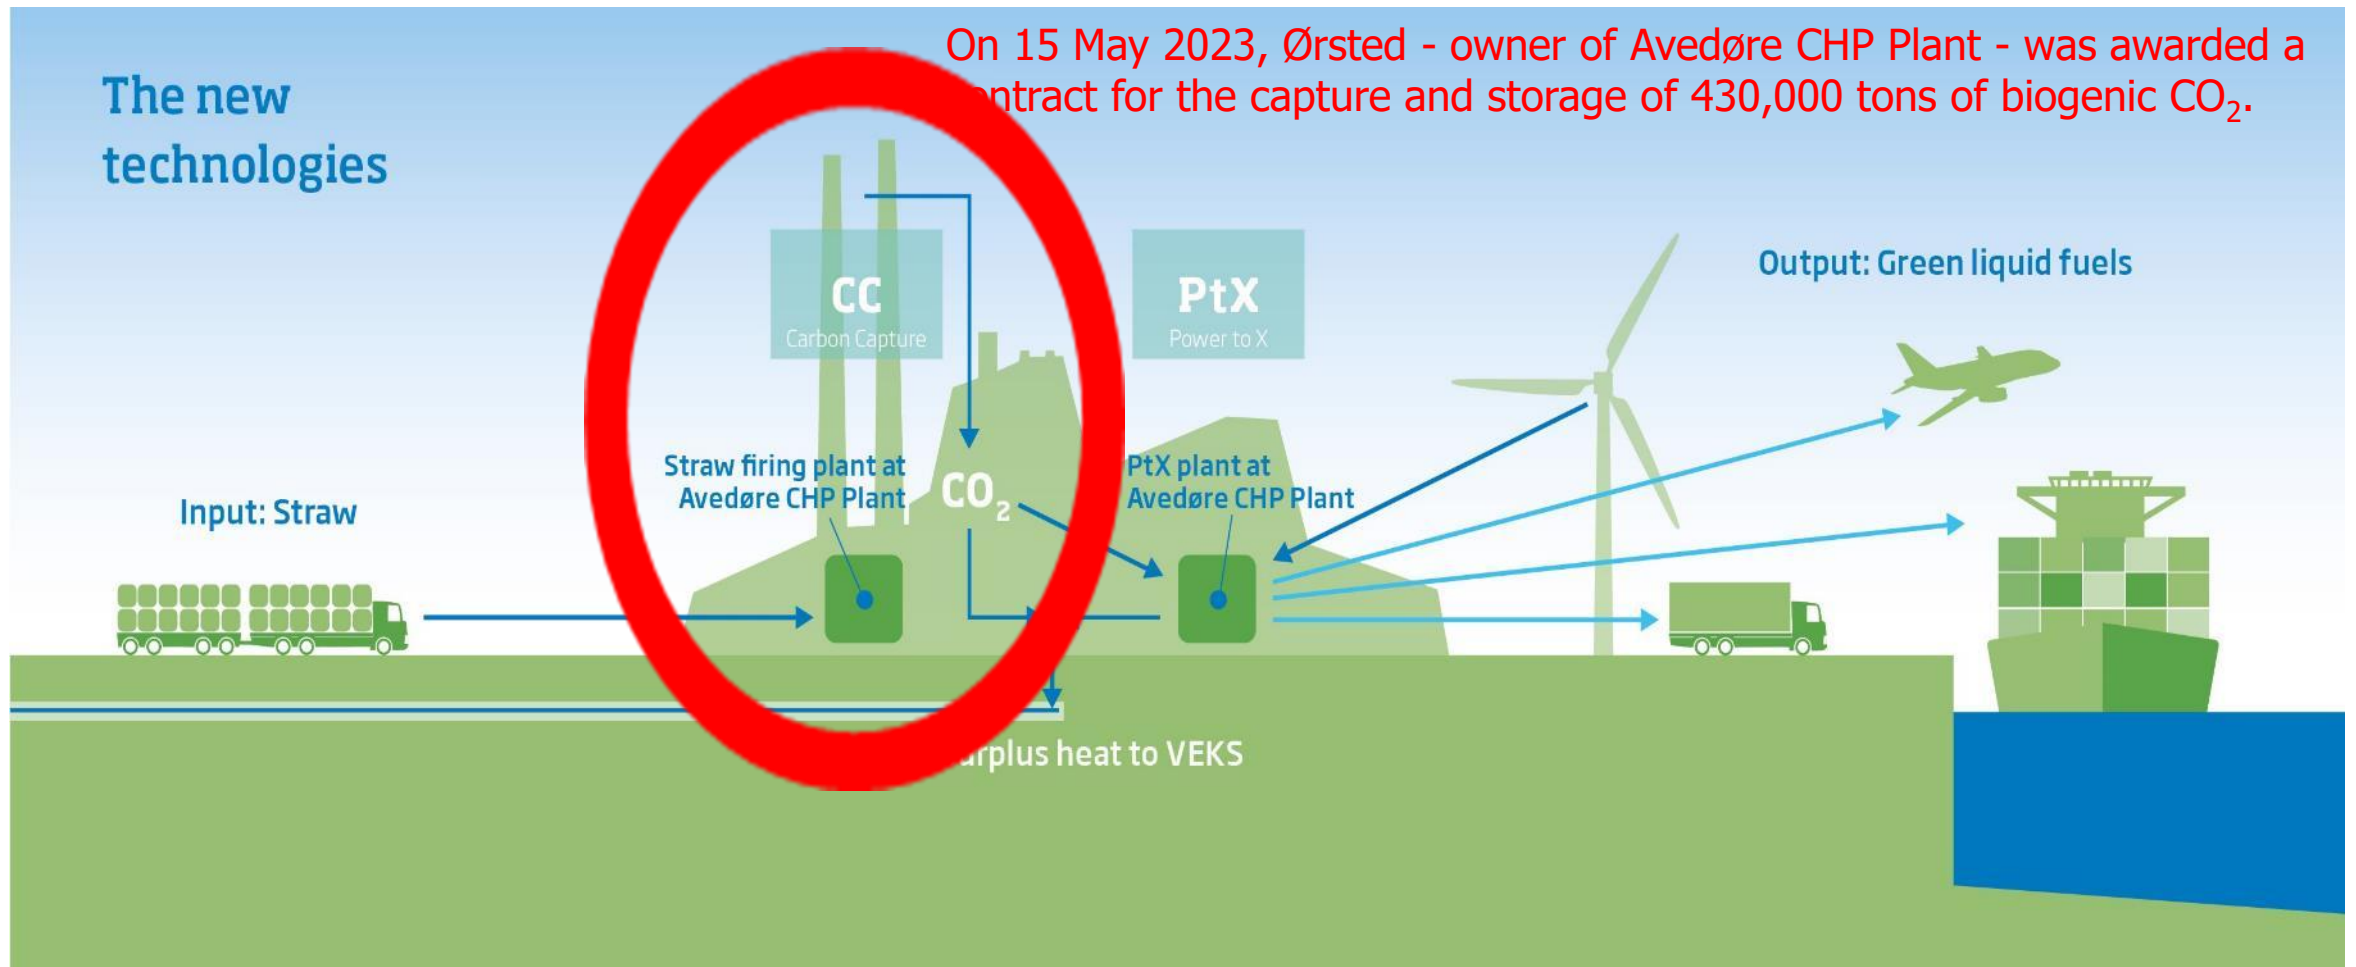 On 15 May 2023, Ørsted - owner of Avedøre CHP Plant - was awarded a
for the capture and storage of 430,000 tons of biogenic CO₂.
The new
technologies
CC
Carbon Capture
PtX
Power to X
Output: Green liquid fuels
Straw firing plant at
Avedøre CHP Plant
CO₂
PtX plant at
Avedøre CHP Plant
Input: Straw
heat to VEKS